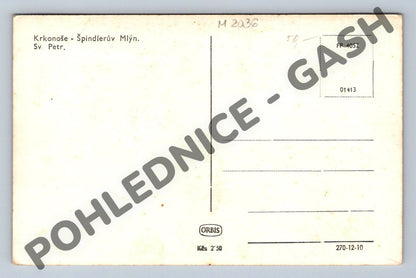 M 2036
Krkonoše - Špindlerův Mlýn.
Sv. Petr.
01413
POHLEDNICE - GASH
ORBIS
Kčs 2˙50
270-12-10